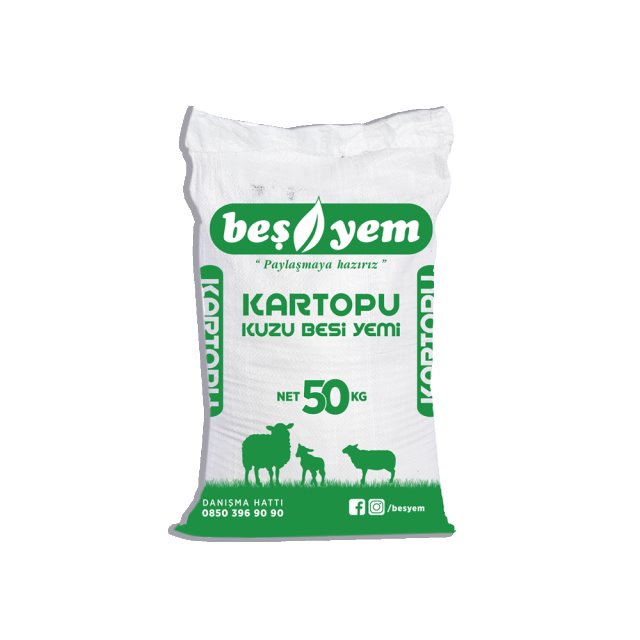 beş yem
“ Paylaşmaya hazırız ”
KARTOPU
KUZU BESİ YEMİ
KARTOPU
KARTOPU
NET 50 KG
DANIŞMA HATTI
0850 396 90 90
/besyem